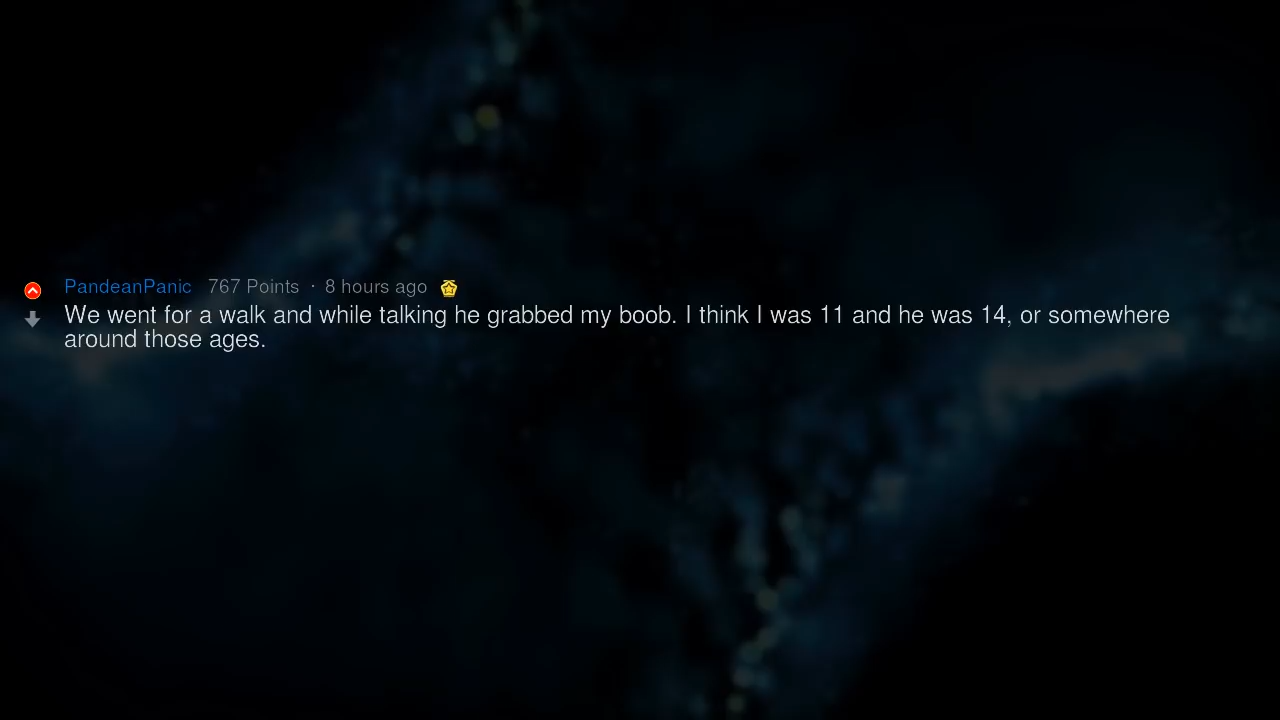 PandeanPanic 767 Points · 8 hours ago
We went for a walk and while talking he grabbed my boob. I think I was 11 and he was 14, or somewhere
around those ages.